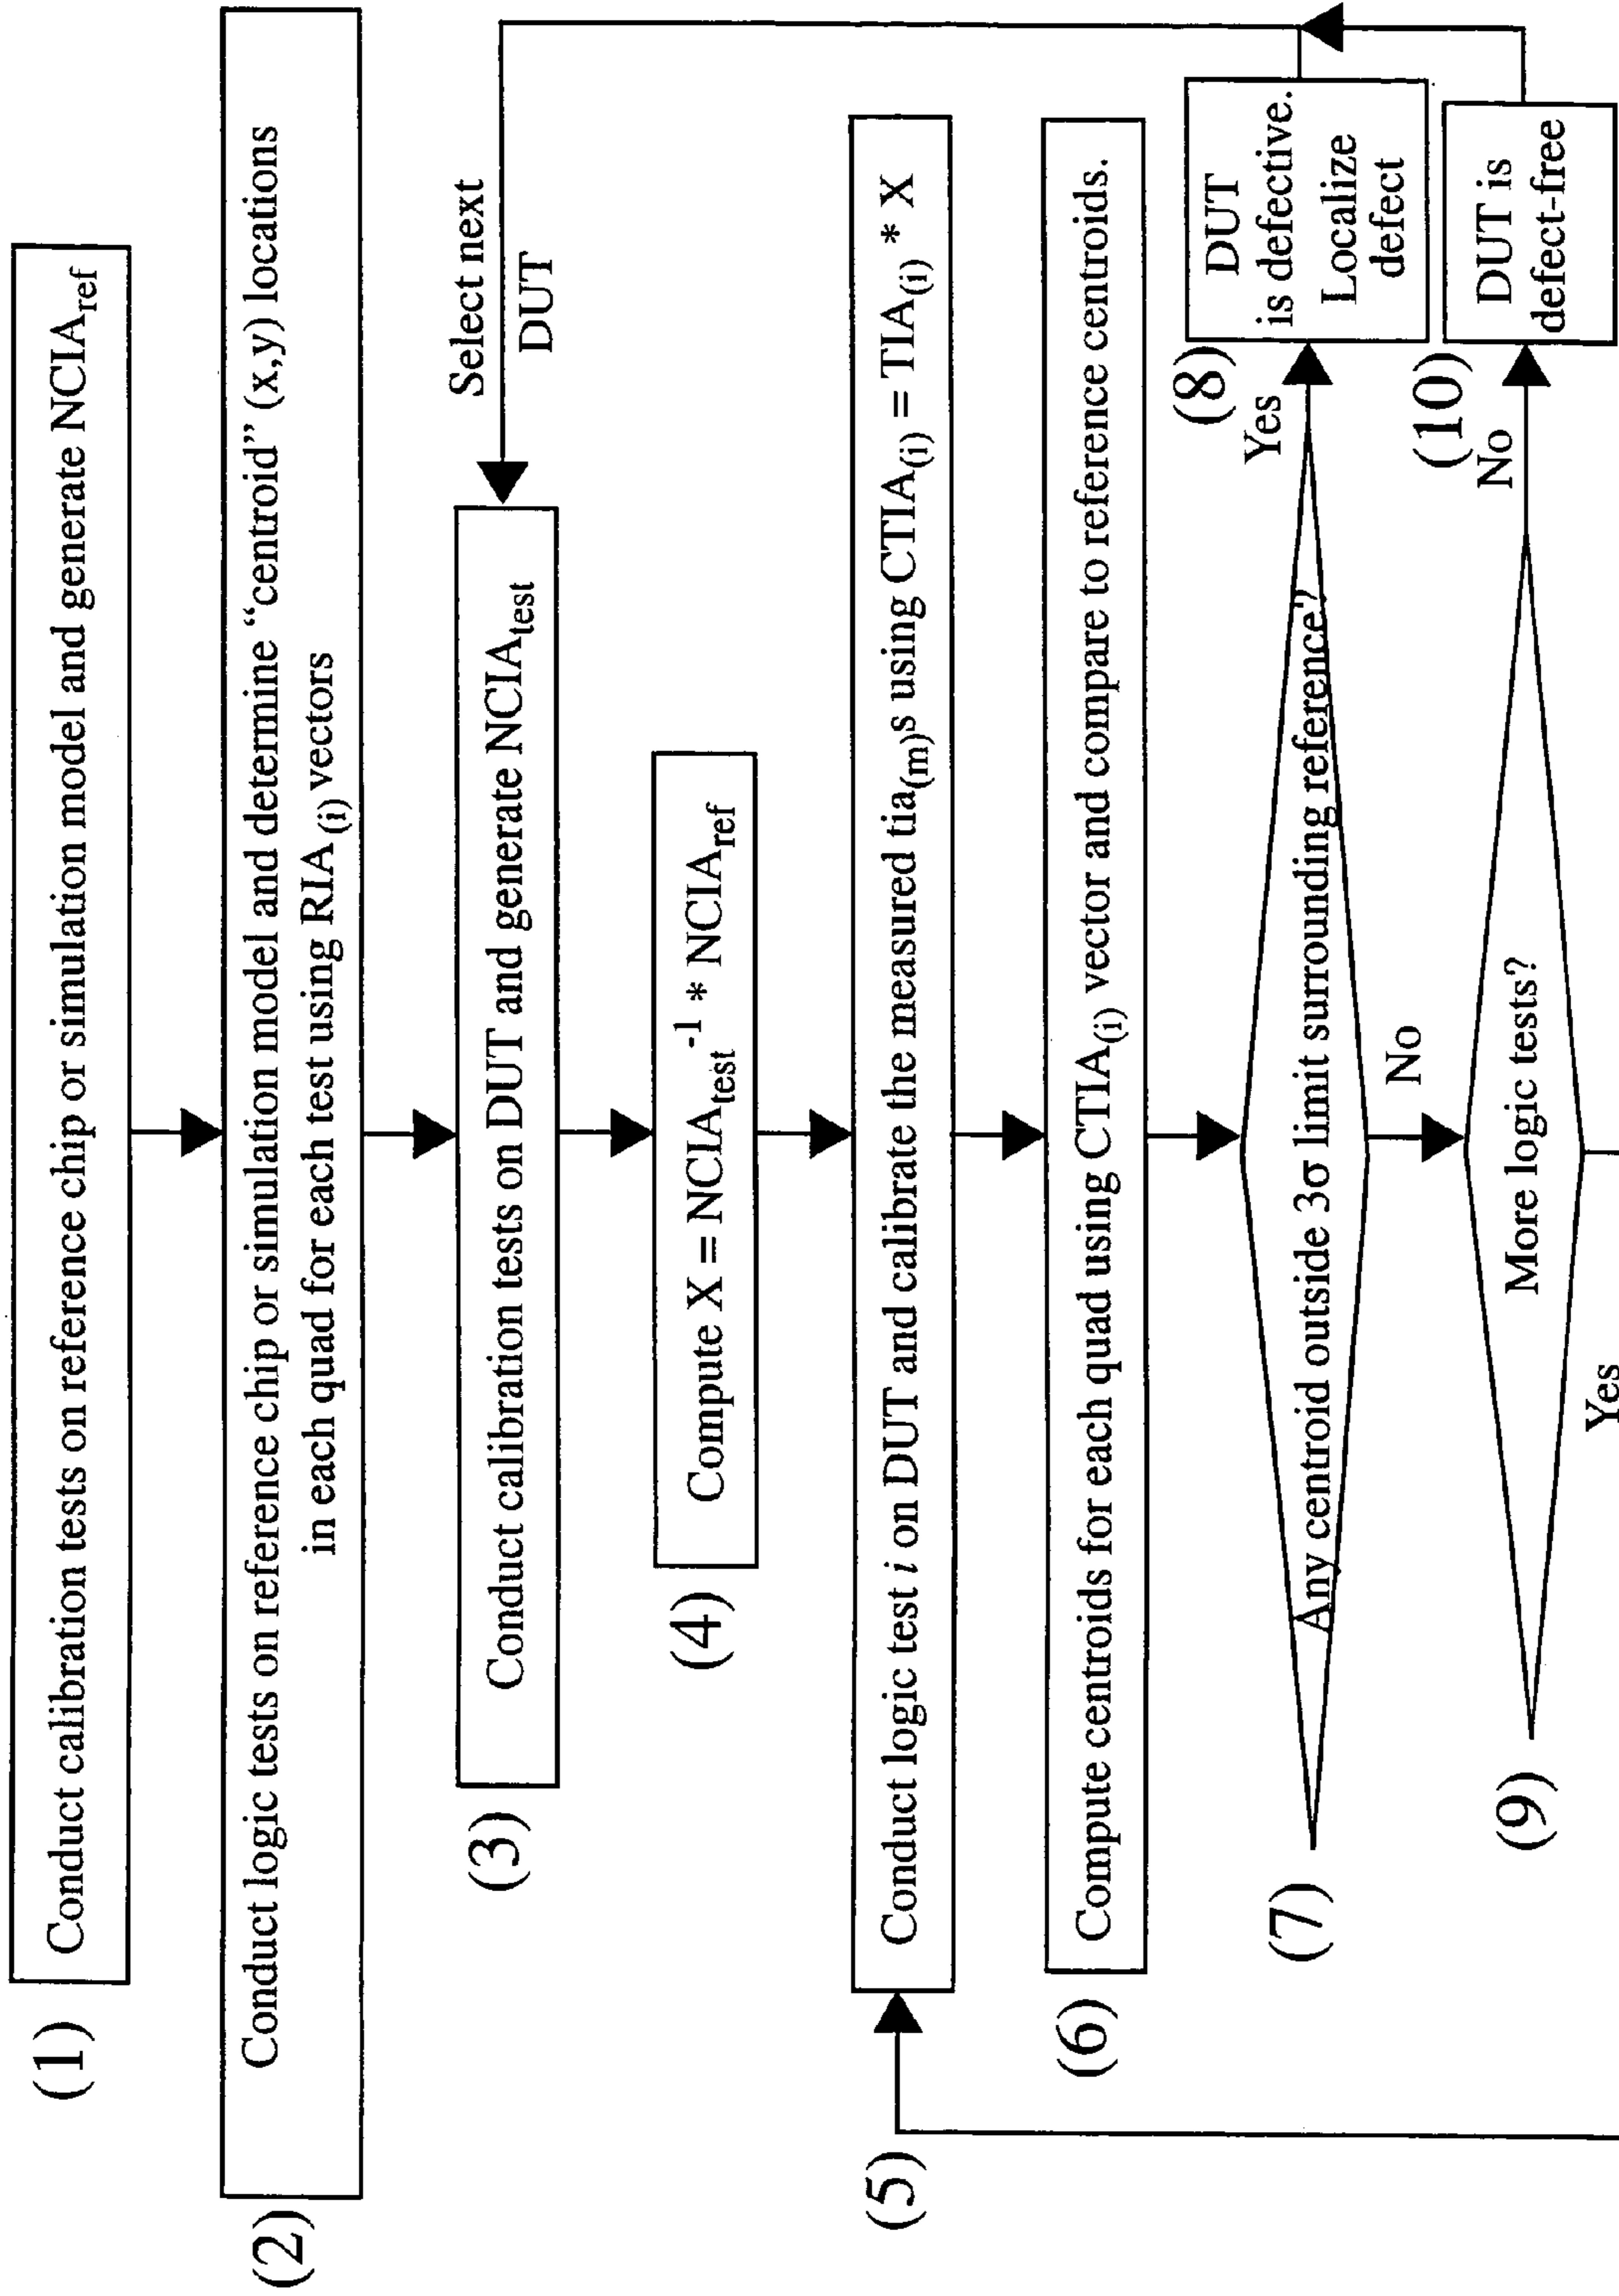 (1)
Conduct calibration tests on reference chip or simulation model and generate NCIA_ref
(2)
Conduct logic tests on reference chip or simulation model and determine “centroid” (x,y) locations
in each quad for each test using RIA_(i) vectors
Select next
DUT
(3)
Conduct calibration tests on DUT and generate NCIA_test
(4)
Compute X = NCIA_test^-1 * NCIA_ref
(5)
Conduct logic test i on DUT and calibrate the measured tia_(m)s using CTIA_(i) = TIA_(i) * X
(6)
Compute centroids for each quad using CTIA_(i) vector and compare to reference centroids.
(7)
Any centroid outside 3σ limit surrounding reference?
Yes
(8)
DUT
is defective.
Localize
defect
No
(9)
More logic tests?
No
(10)
DUT is
defect-free
Yes